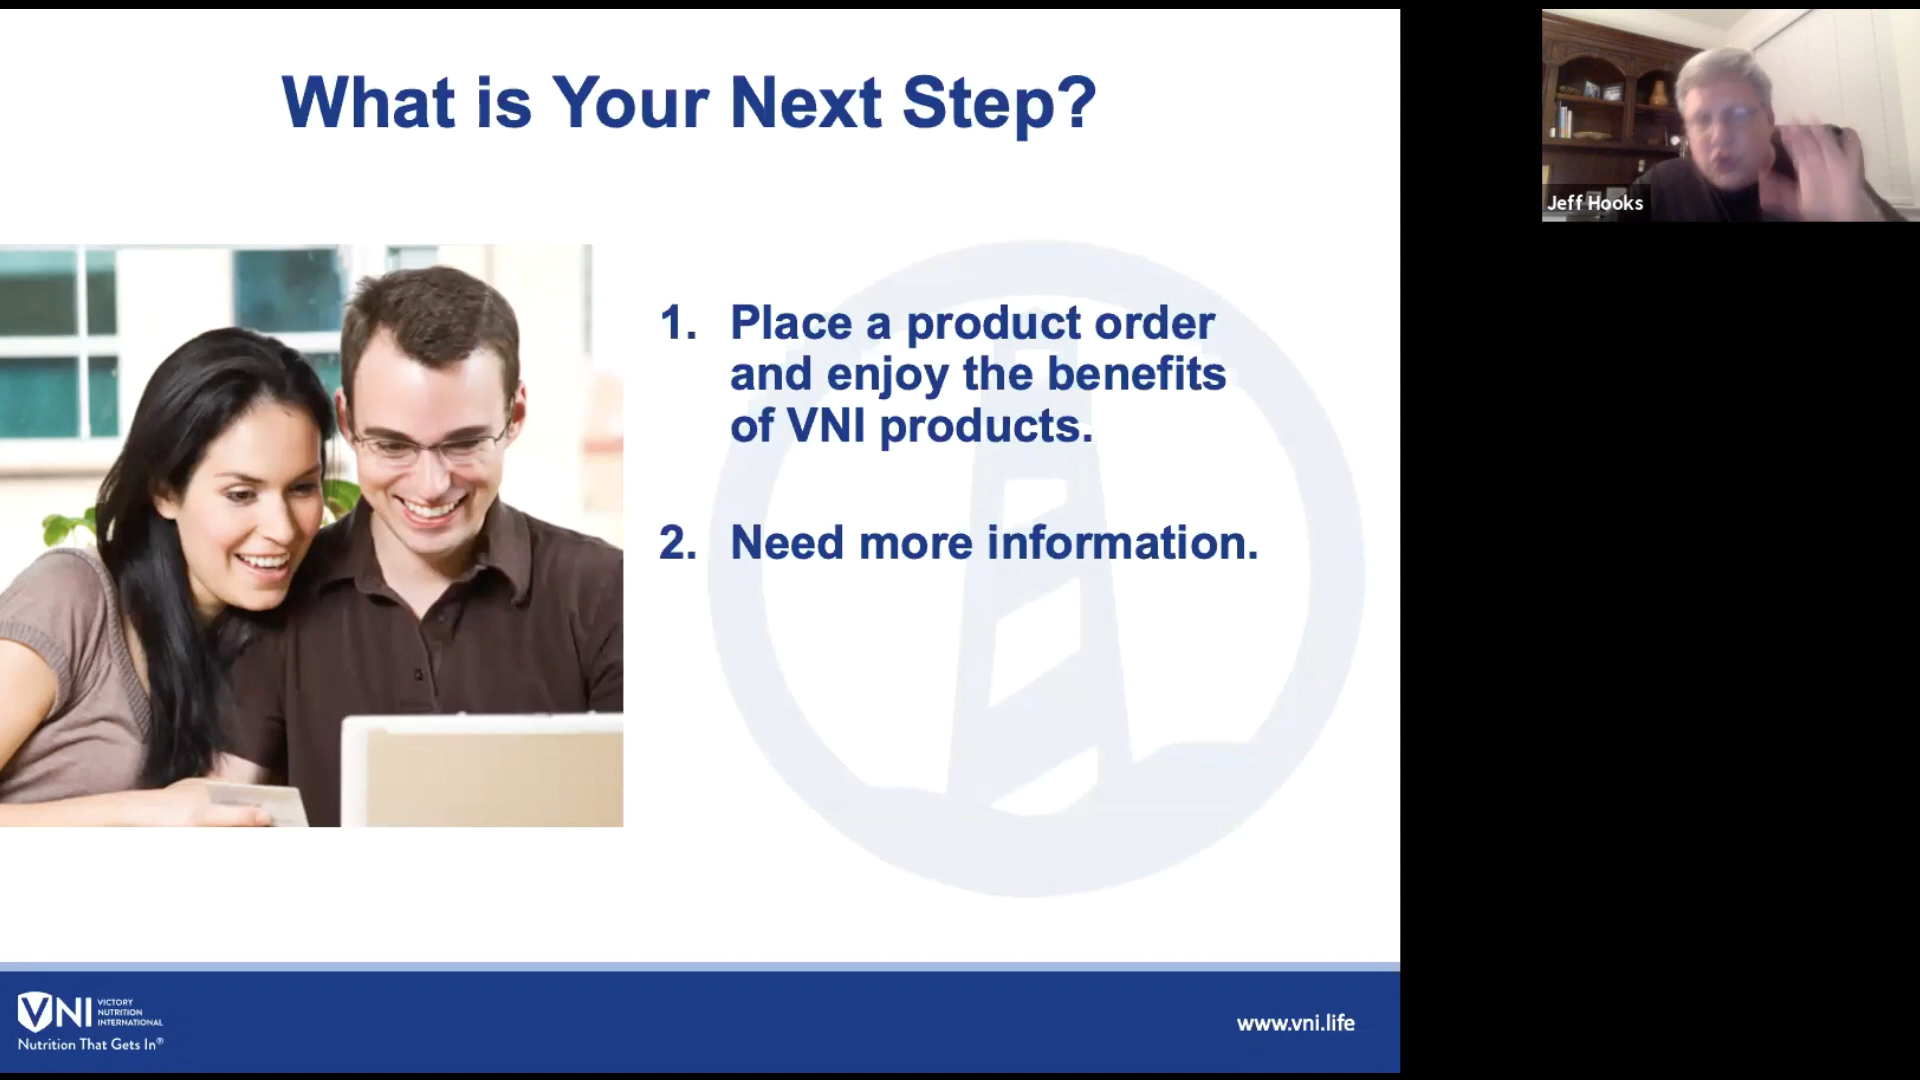 What is Your Next Step?
Jeff Hooks
1. Place a product order
and enjoy the benefits
of VNI products.
2. Need more information.
VNI
VICTORY
NUTRITION
INTERNATIONAL
Nutrition That Gets In®
www.vni.life